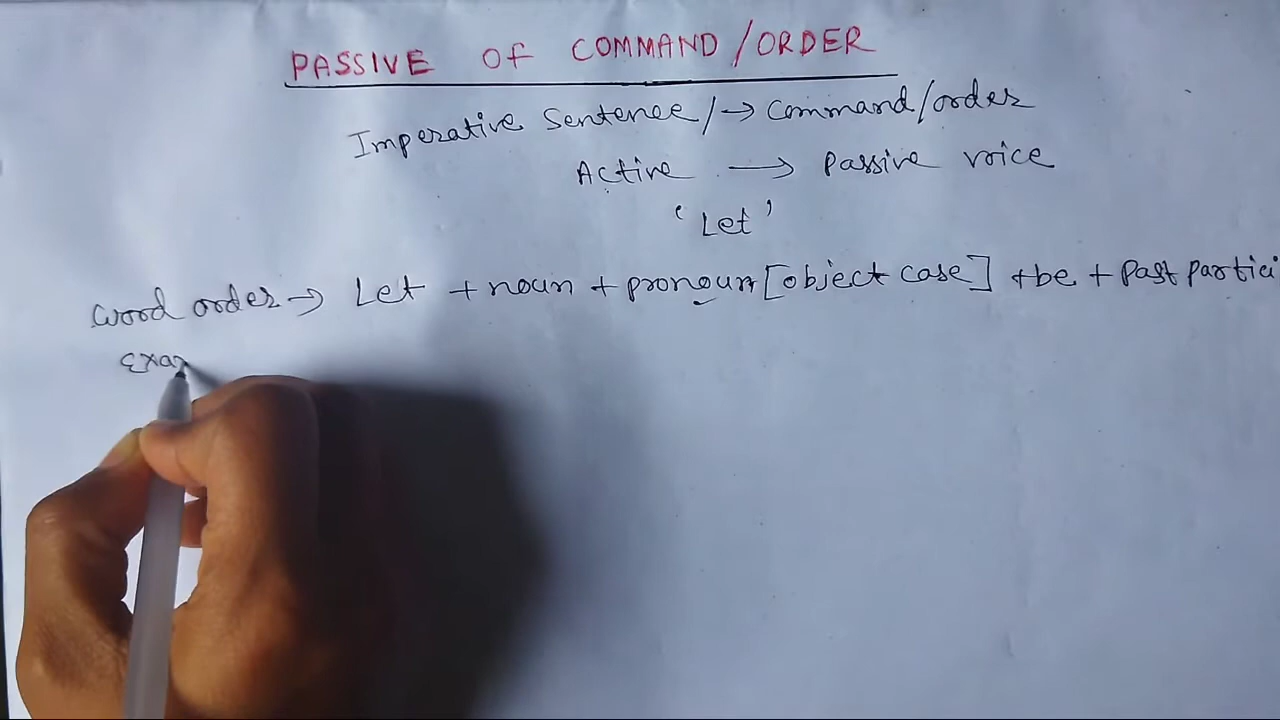 PASSIVE OF COMMAND/ORDER
Imperative Sentence/→ Command/order
Active → Passive voice
'Let'
Word order→ Let + noun + pronoun [object case] + be + Past partici
Exam